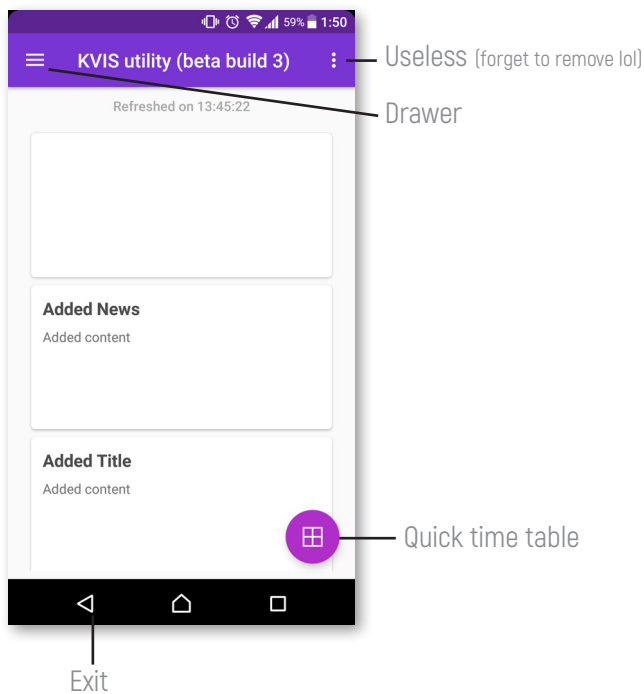 59% 1:50
KVIS utility (beta build 3)
Useless (forget to remove lol)
Refreshed on 13:45:22
Drawer
Added News
Added content
Added Title
Added content
Quick time table
Exit